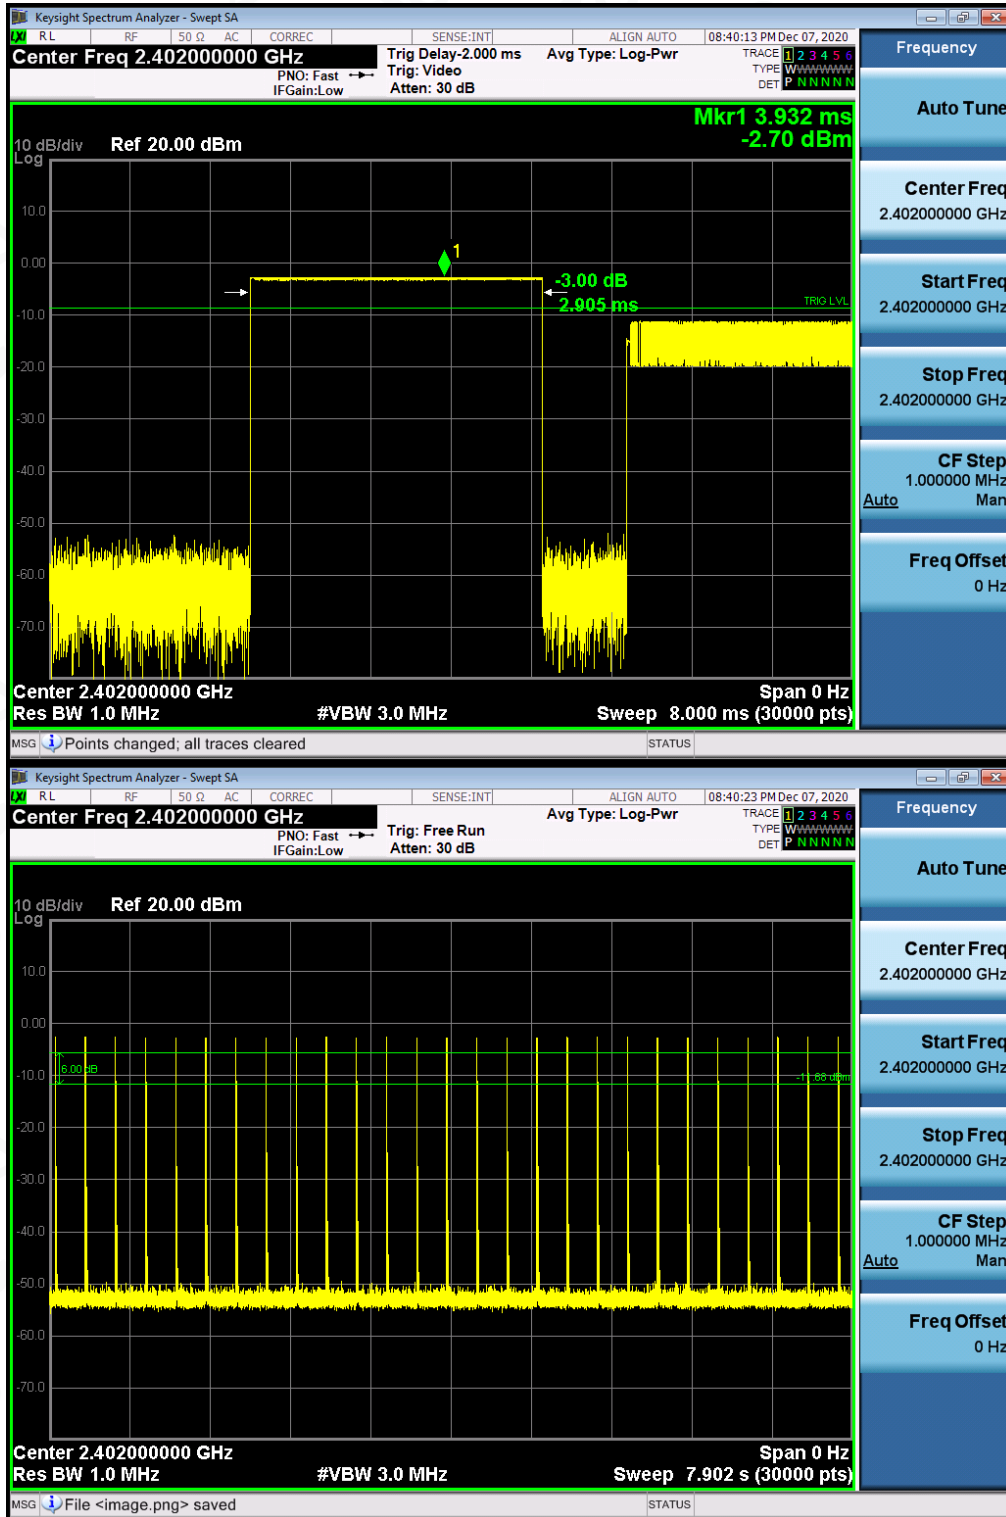 Keysight Spectrum Analyzer - Swept SA
LXI RL RF 50 Ω AC CORREC SENSE:INT ALIGN AUTO 08:40:13 PM Dec 07, 2020
Center Freq 2.402000000 GHz
PNO: Fast
IFGain:Low
Trig Delay-2.000 ms
Trig: Video
Atten: 30 dB
Avg Type: Log-Pwr
TRACE 1 2 3 4 5 6
TYPE WWWWWW
DET P N N N N N
Mkr1 3.932 ms
-2.70 dBm
10 dB/div Ref 20.00 dBm
Log
10.0
0.00
-10.0
-20.0
-30.0
-40.0
-50.0
-60.0
-70.0
1
-3.00 dB
2.905 ms
TRIG LVL
Center 2.402000000 GHz Span 0 Hz
Res BW 1.0 MHz #VBW 3.0 MHz Sweep 8.000 ms (30000 pts)
MSG Points changed; all traces cleared STATUS
Frequency
Auto Tune
Center Freq
2.402000000 GHz
Start Freq
2.402000000 GHz
Stop Freq
2.402000000 GHz
CF Step
1.000000 MHz
Auto Man
Freq Offset
0 Hz
Keysight Spectrum Analyzer - Swept SA
LXI RL RF 50 Ω AC CORREC SENSE:INT ALIGN AUTO 08:40:23 PM Dec 07, 2020
Center Freq 2.402000000 GHz
PNO: Fast
IFGain:Low
Trig: Free Run
Atten: 30 dB
Avg Type: Log-Pwr
TRACE 1 2 3 4 5 6
TYPE WWWWWW
DET P N N N N N
10 dB/div Ref 20.00 dBm
Log
10.0
0.00
-10.0
-20.0
-30.0
-40.0
-50.0
-60.0
-70.0
6.00 dB
-11.68 dBm
Center 2.402000000 GHz Span 0 Hz
Res BW 1.0 MHz #VBW 3.0 MHz Sweep 7.902 s (30000 pts)
MSG File <image.png> saved STATUS
Frequency
Auto Tune
Center Freq
2.402000000 GHz
Start Freq
2.402000000 GHz
Stop Freq
2.402000000 GHz
CF Step
1.000000 MHz
Auto Man
Freq Offset
0 Hz